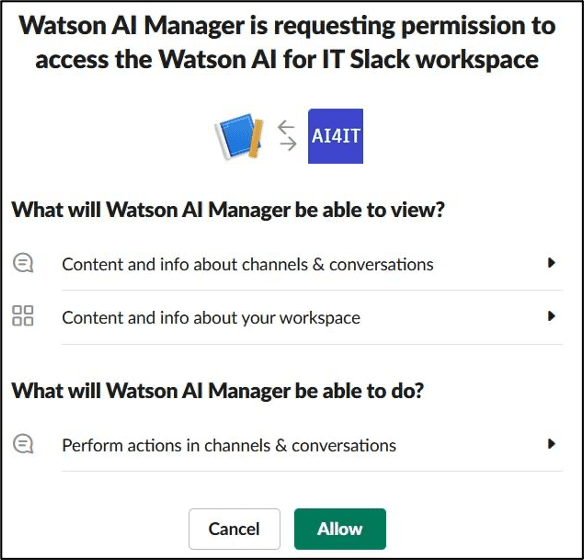 Watson AI Manager is requesting permission to
access the Watson AI for IT Slack workspace
AI4IT
What will Watson AI Manager be able to view?
Content and info about channels & conversations
Content and info about your workspace
What will Watson AI Manager be able to do?
Perform actions in channels & conversations
Cancel
Allow